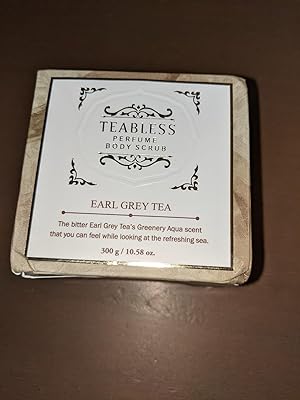 TEABLESS
PERFUME
BODY SCRUB
EARL GREY TEA
The bitter Earl Grey Tea's Greenery Aqua scent
that you can feel while looking at the refreshing sea.
300 g / 10.58 oz.